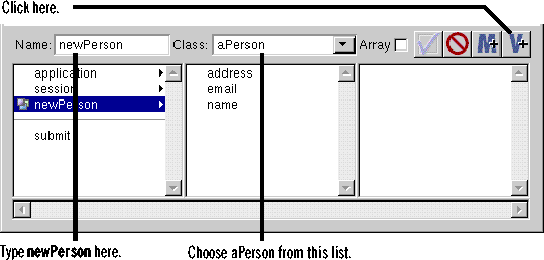 Click here.
Name: newPerson Class: aPerson Array M+ V+
application address
session email
newPerson name
submit
Type newPerson here. Choose aPerson from this list.